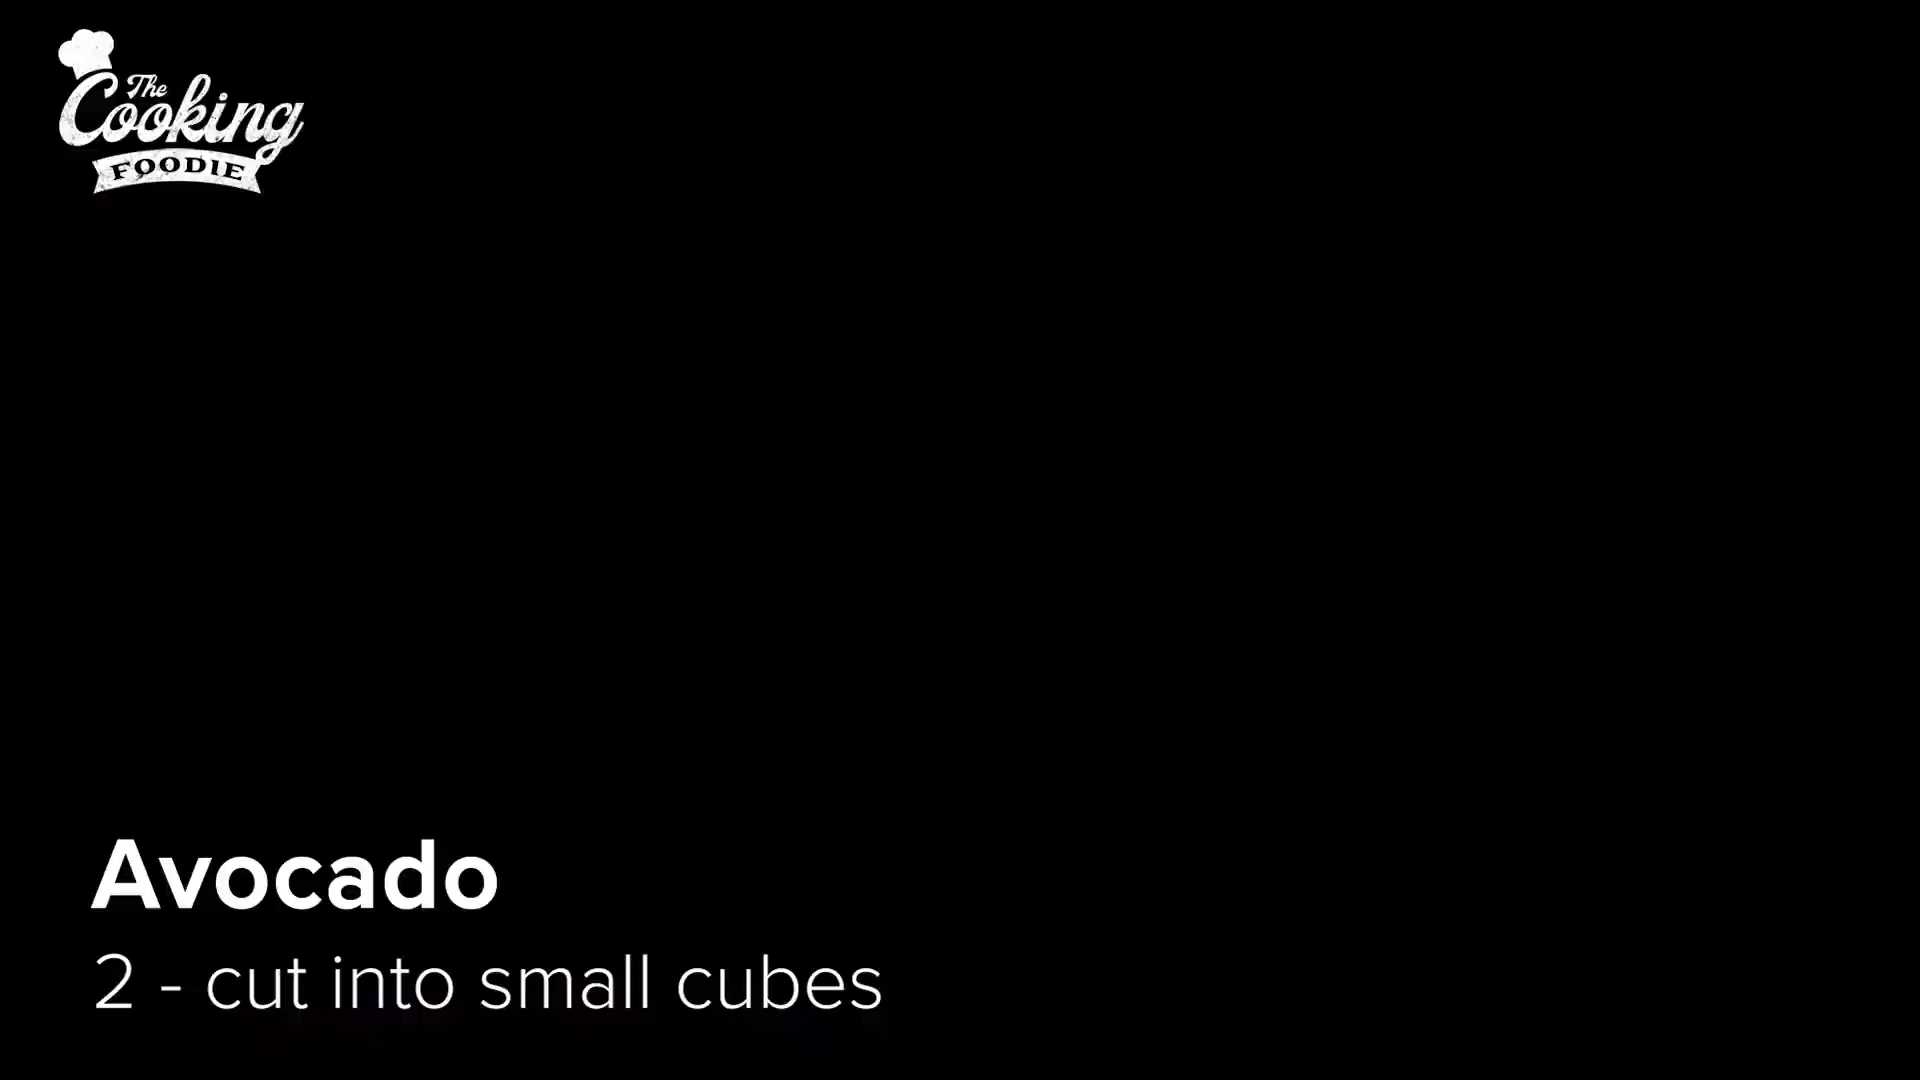 The
Cooking
FOODIE
Avocado
2 - cut into small cubes